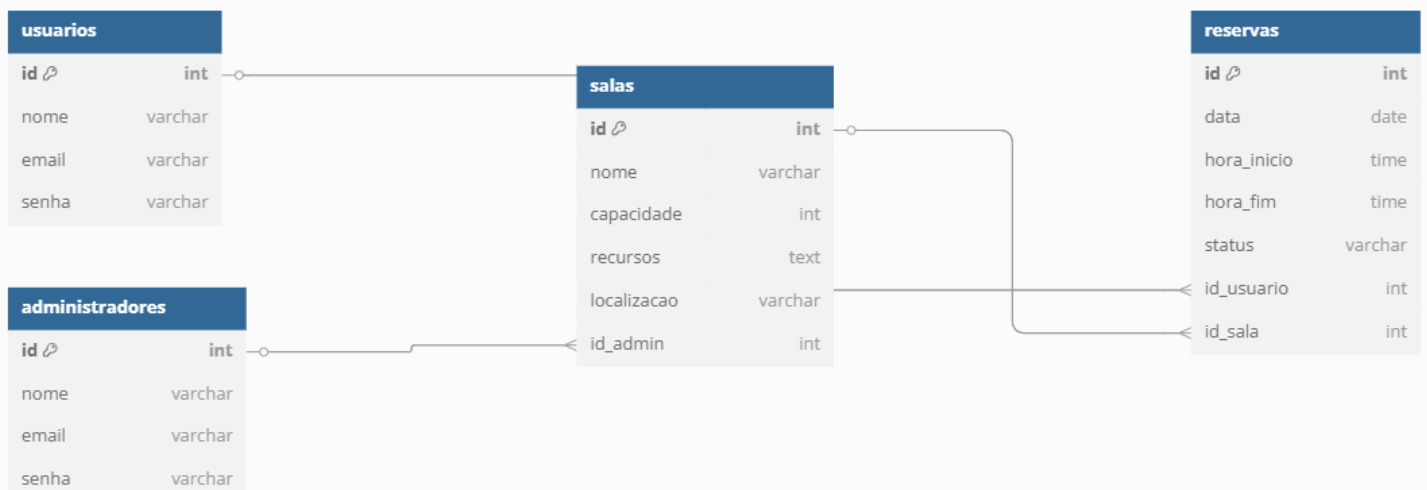 usuarios
id int
nome varchar
email varchar
senha varchar
administradores
id int
nome varchar
email varchar
senha varchar
salas
id int
nome varchar
capacidade int
recursos text
localizacao varchar
id_admin int
reservas
id int
data date
hora_inicio time
hora_fim time
status varchar
id_usuario int
id_sala int